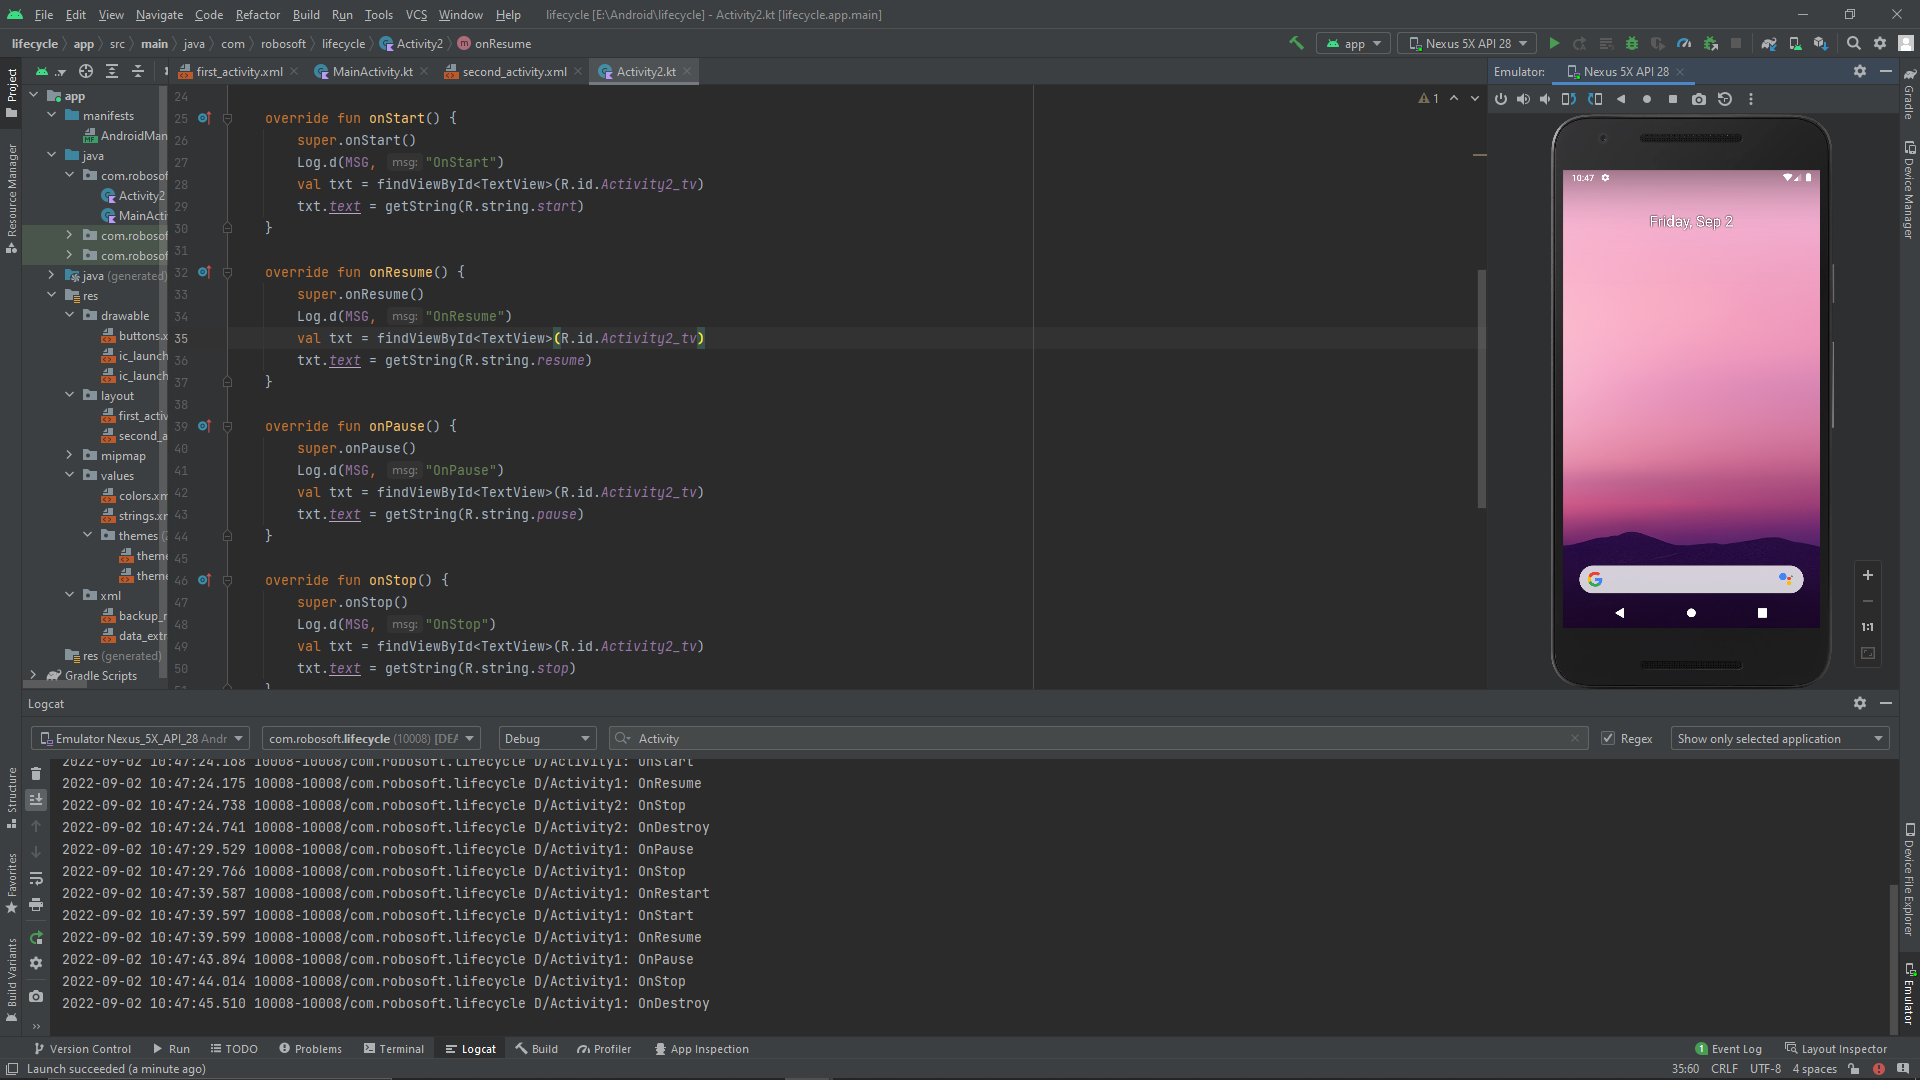 File Edit View Navigate Code Refactor Build Run Tools VCS Window Help lifecycle [E:\Android\lifecycle] - Activity2.kt [lifecycle.app.main]
lifecycle app src main java com robosoft lifecycle Activity2 onResume
app Nexus 5X API 28
first_activity.xml MainActivity.kt second_activity.xml Activity2.kt
Emulator: Nexus 5X API 28
Project
Resource Manager
Structure
Favorites
Build Variants
app
manifests
AndroidMan
java
com.robosof
Activity2
MainActi
com.robosof
com.robosof
java (generated)
res
drawable
buttons.x
ic_launch
ic_launch
layout
first_activ
second_a
mipmap
values
colors.xm
strings.xm
themes (
theme
theme
xml
backup_r
data_extr
res (generated)
Gradle Scripts
1
24
25 override fun onStart() {
26 super.onStart()
27 Log.d(MSG, msg: "OnStart")
28 val txt = findViewById<TextView>(R.id.Activity2_tv)
29 txt.text = getString(R.string.start)
30 }
31
32 override fun onResume() {
33 super.onResume()
34 Log.d(MSG, msg: "OnResume")
35 val txt = findViewById<TextView>(R.id.Activity2_tv)
36 txt.text = getString(R.string.resume)
37 }
38
39 override fun onPause() {
40 super.onPause()
41 Log.d(MSG, msg: "OnPause")
42 val txt = findViewById<TextView>(R.id.Activity2_tv)
43 txt.text = getString(R.string.pause)
44 }
45
46 override fun onStop() {
47 super.onStop()
48 Log.d(MSG, msg: "OnStop")
49 val txt = findViewById<TextView>(R.id.Activity2_tv)
50 txt.text = getString(R.string.stop)
10:47
Friday, Sep 2
G
1:1
Gradle
Device Manager
Device File Explorer
Emulator
Logcat
Emulator Nexus_5X_API_28 Andr com.robosoft.lifecycle (10008) [DEA Debug Activity Regex Show only selected application
2022-09-02 10:47:24.168 10008-10008/com.robosoft.lifecycle D/Activity1: OnStart
2022-09-02 10:47:24.175 10008-10008/com.robosoft.lifecycle D/Activity1: OnResume
2022-09-02 10:47:24.738 10008-10008/com.robosoft.lifecycle D/Activity2: OnStop
2022-09-02 10:47:24.741 10008-10008/com.robosoft.lifecycle D/Activity2: OnDestroy
2022-09-02 10:47:29.529 10008-10008/com.robosoft.lifecycle D/Activity1: OnPause
2022-09-02 10:47:29.766 10008-10008/com.robosoft.lifecycle D/Activity1: OnStop
2022-09-02 10:47:39.587 10008-10008/com.robosoft.lifecycle D/Activity1: OnRestart
2022-09-02 10:47:39.597 10008-10008/com.robosoft.lifecycle D/Activity1: OnStart
2022-09-02 10:47:39.599 10008-10008/com.robosoft.lifecycle D/Activity1: OnResume
2022-09-02 10:47:43.894 10008-10008/com.robosoft.lifecycle D/Activity1: OnPause
2022-09-02 10:47:44.014 10008-10008/com.robosoft.lifecycle D/Activity1: OnStop
2022-09-02 10:47:45.510 10008-10008/com.robosoft.lifecycle D/Activity1: OnDestroy
Version Control Run TODO Problems Terminal Logcat Build Profiler App Inspection 1 Event Log Layout Inspector
Launch succeeded (a minute ago) 35:60 CRLF UTF-8 4 spaces